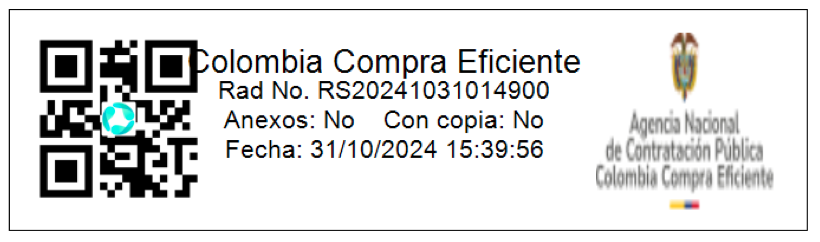 Colombia Compra Eficiente
Rad No. RS20241031014900
Anexos: No Con copia: No
Fecha: 31/10/2024 15:39:56
Agencia Nacional
de Contratación Pública
Colombia Compra Eficiente